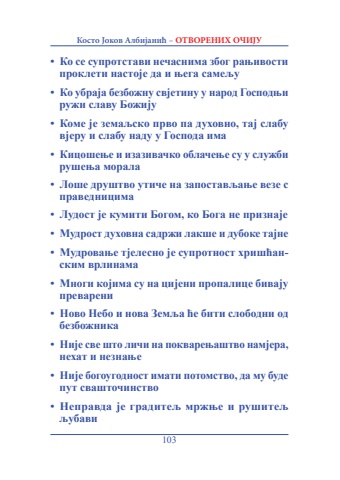 Косто Јоков Албијанић – ОТВОРЕНИХ ОЧИЈУ
• Ко се супротстави нечаснима због рањивости
проклети настоје да и њега самељу
• Ко убраја безбожну свјетину у народ Господњи
ружи славу Божију
• Коме је земаљско прво па духовно, тај слабу
вјеру и слабу наду у Господа има
• Кицошење и изазивачко облачење су у служби
рушења морала
• Лоше друштво утиче на запостављање везе с
праведницима
• Лудост је кумити Богом, ко Бога не признаје
• Мудрост духовна садржи лакше и дубоке тајне
• Мудровање тјелесно је супротност хришћан-
ским врлинама
• Многи којима су на цијени пропалице бивају
преварени
• Ново Небо и нова Земља ће бити слободни од
безбожника
• Није све што личи на покварењаштво намјера,
нехат и незнање
• Није богоугодност имати потомство, да му буде
пут свашточинство
• Неправда је градитељ мржње и рушитељ
љубави
103